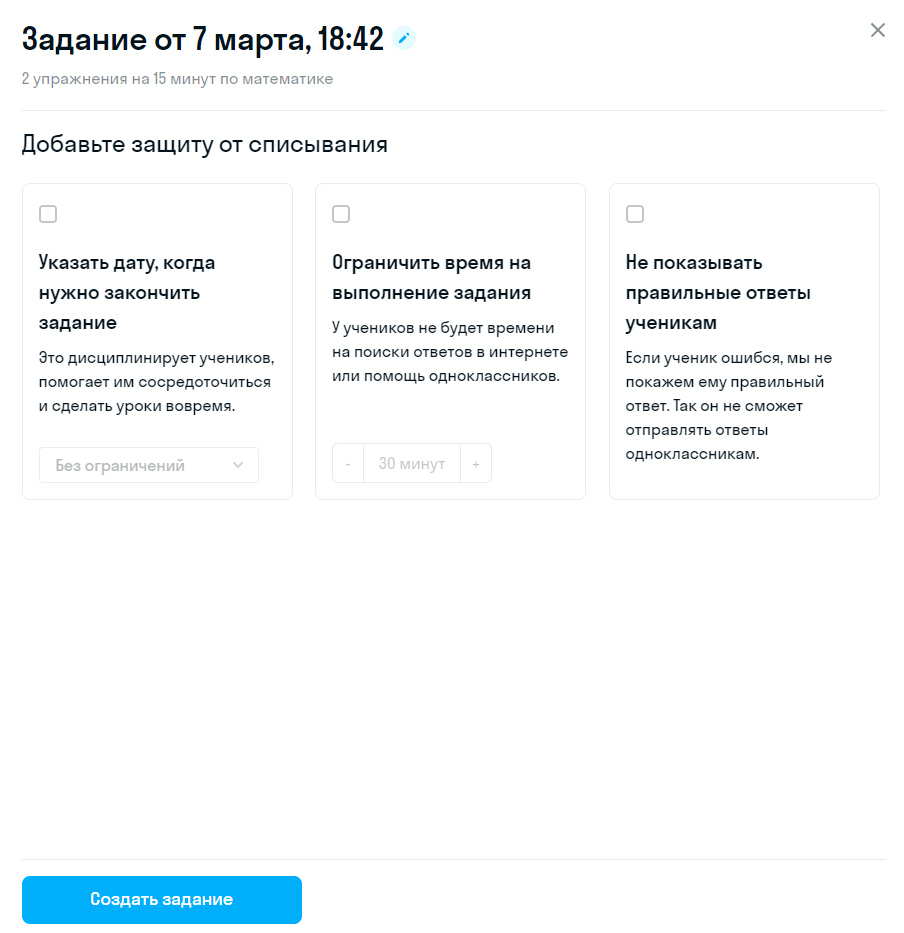 Задание от 7 марта, 18:42
2 упражнения на 15 минут по математике
Добавьте защиту от списывания
Указать дату, когда
нужно закончить
задание
Это дисциплинирует учеников,
помогает им сосредоточиться
и сделать уроки вовремя.
Без ограничений
Ограничить время на
выполнение задания
У учеников не будет времени
на поиски ответов в интернете
или помощь одноклассников.
- 30 минут +
Не показывать
правильные ответы
ученикам
Если ученик ошибся, мы не
покажем ему правильный
ответ. Так он не сможет
отправлять ответы
одноклассникам.
Создать задание